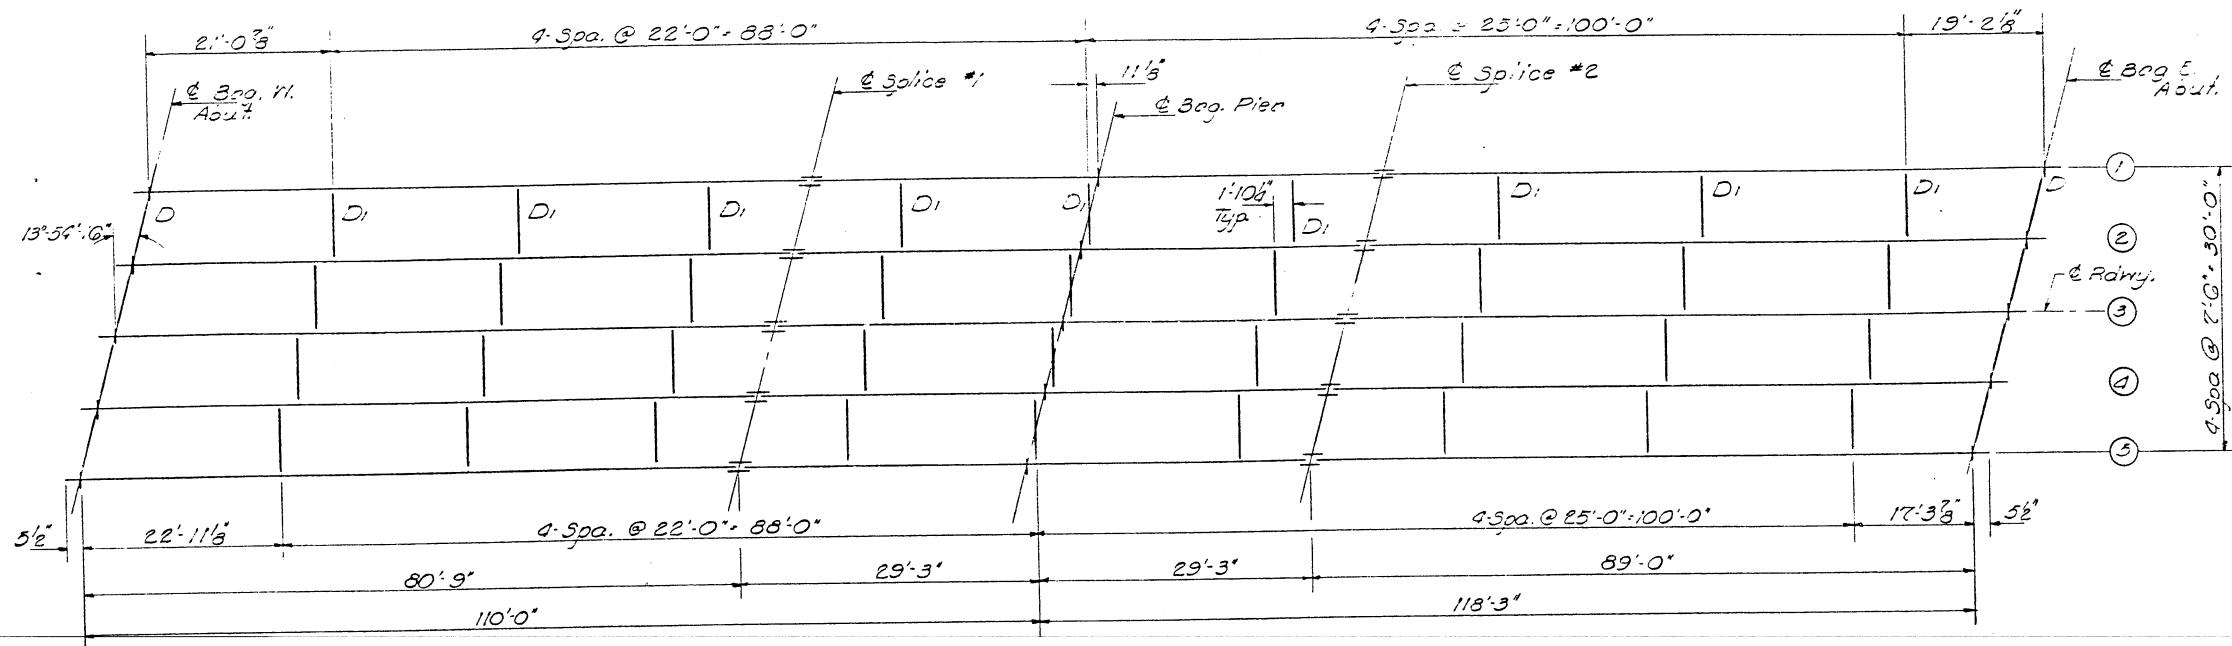 21'-0⅞"
4-Spa. @ 22'-0" = 88'-0"
4-Spa. @ 25'-0" = 100'-0"
19'-2⅛"
℄ Brg. W.
Abut.
℄ Splice #1
11⅛"
℄ Brg. Pier
℄ Splice #2
℄ Brg E.
Abut.
1
D
D1
D1
D1
D1
D1
1'-10¼"
Typ.
D1
D1
D1
D1
D
13°-54'-16"
2
℄ Rdwy.
3
4-Spa @ 7'-6" = 30'-0"
4
5
5½"
22'-11⅛"
4-Spa. @ 22'-0" = 88'-0"
4-Spa. @ 25'-0" = 100'-0"
17'-3⅞"
5½"
80'-9"
29'-3"
29'-3"
89'-0"
110'-0"
118'-3"